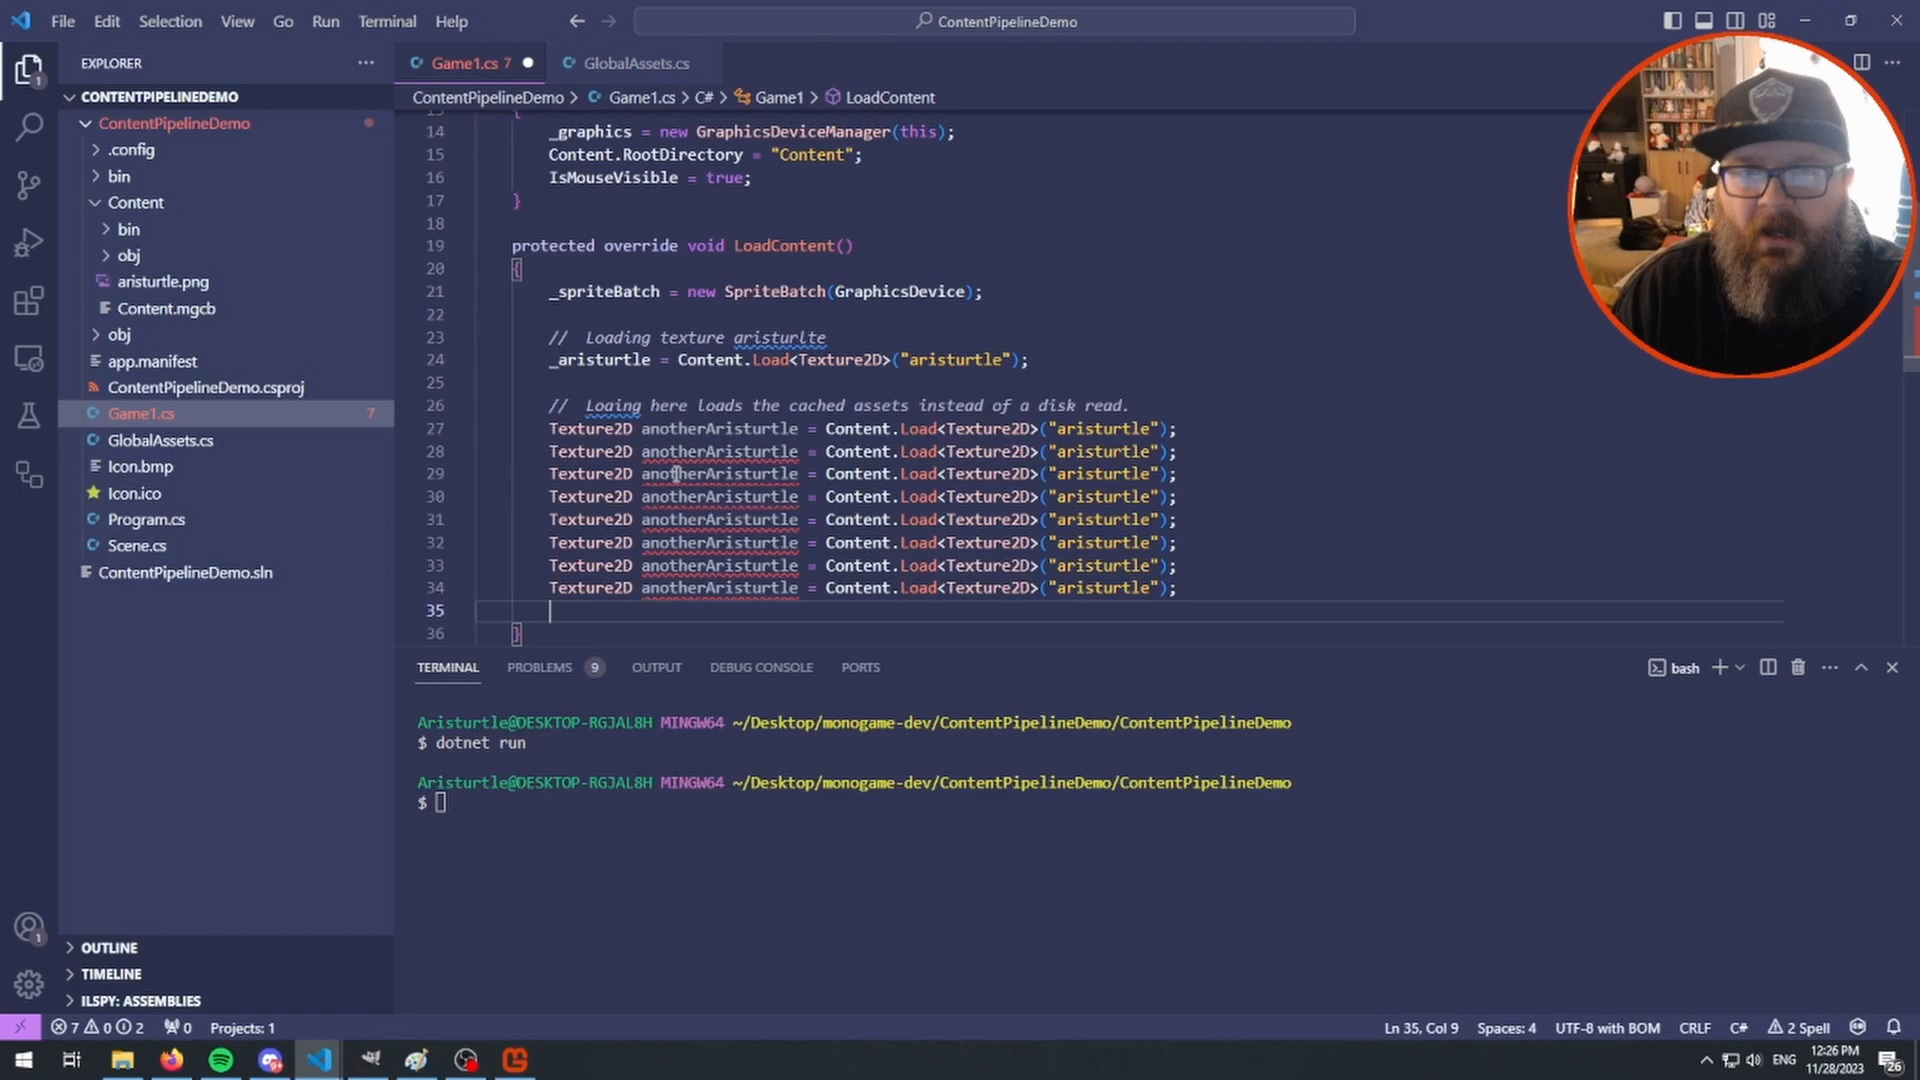 File Edit Selection View Go Run Terminal Help
ContentPipelineDemo
1
EXPLORER
CONTENTPIPELINEDEMO
ContentPipelineDemo
.config
bin
Content
bin
obj
aristurtle.png
Content.mgcb
obj
app.manifest
ContentPipelineDemo.csproj
Game1.cs 7
GlobalAssets.cs
Icon.bmp
Icon.ico
Program.cs
Scene.cs
ContentPipelineDemo.sln
OUTLINE
TIMELINE
ILSPY: ASSEMBLIES
1
Game1.cs 7 GlobalAssets.cs
ContentPipelineDemo > Game1.cs > C# > Game1 > LoadContent
15 {
14 _graphics = new GraphicsDeviceManager(this);
15 Content.RootDirectory = "Content";
16 IsMouseVisible = true;
17 }
18
19 protected override void LoadContent()
20 {
21 _spriteBatch = new SpriteBatch(GraphicsDevice);
22
23 // Loading texture aristurlte
24 _aristurtle = Content.Load<Texture2D>("aristurtle");
25
26 // Loaing here loads the cached assets instead of a disk read.
27 Texture2D anotherAristurtle = Content.Load<Texture2D>("aristurtle");
28 Texture2D anotherAristurtle = Content.Load<Texture2D>("aristurtle");
29 Texture2D anotherAristurtle = Content.Load<Texture2D>("aristurtle");
30 Texture2D anotherAristurtle = Content.Load<Texture2D>("aristurtle");
31 Texture2D anotherAristurtle = Content.Load<Texture2D>("aristurtle");
32 Texture2D anotherAristurtle = Content.Load<Texture2D>("aristurtle");
33 Texture2D anotherAristurtle = Content.Load<Texture2D>("aristurtle");
34 Texture2D anotherAristurtle = Content.Load<Texture2D>("aristurtle");
35
36 }
TERMINAL PROBLEMS 9 OUTPUT DEBUG CONSOLE PORTS
bash
Aristurtle@DESKTOP-RGJAL8H MINGW64 ~/Desktop/monogame-dev/ContentPipelineDemo/ContentPipelineDemo
$ dotnet run
Aristurtle@DESKTOP-RGJAL8H MINGW64 ~/Desktop/monogame-dev/ContentPipelineDemo/ContentPipelineDemo
$
7 0 2 0 Projects: 1
Ln 35, Col 9 Spaces: 4 UTF-8 with BOM CRLF C# 2 Spell
ENG
12:26 PM
11/28/2023
26